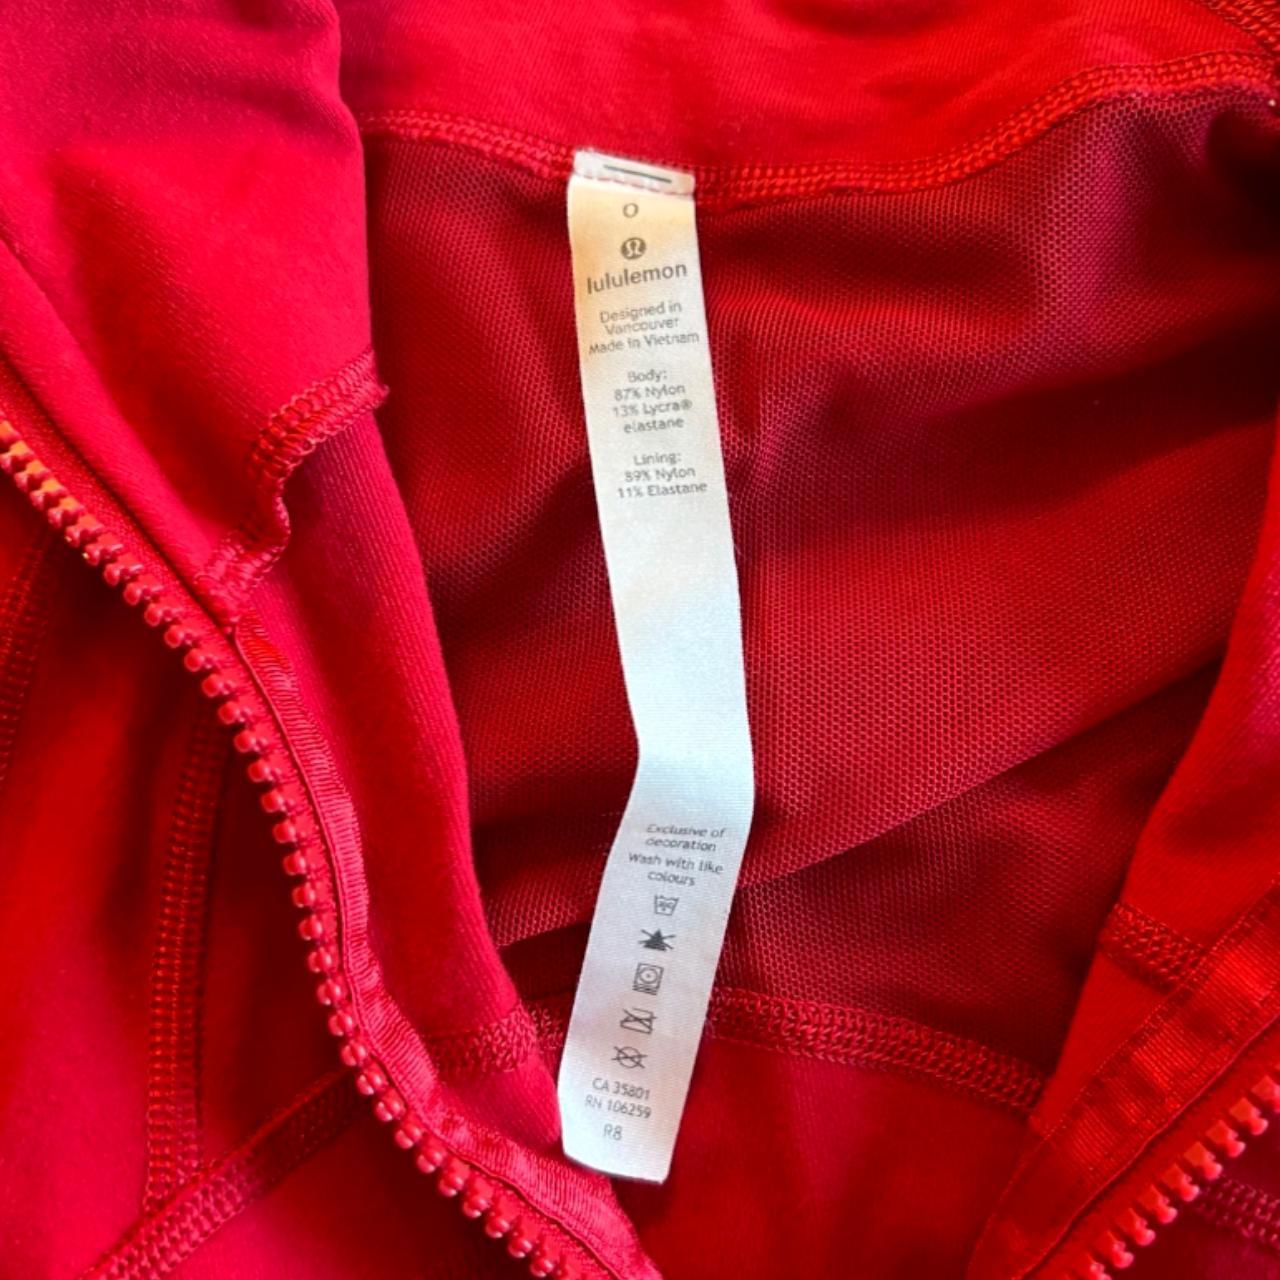 0
lululemon
Designed in
Vancouver
Made in Vietnam
Body:
87% Nylon
13% Lycra®
elastane
Lining:
89% Nylon
11% Elastane
Exclusive of
decoration
Wash with like
colours
CA 35801
RN 106259
R8